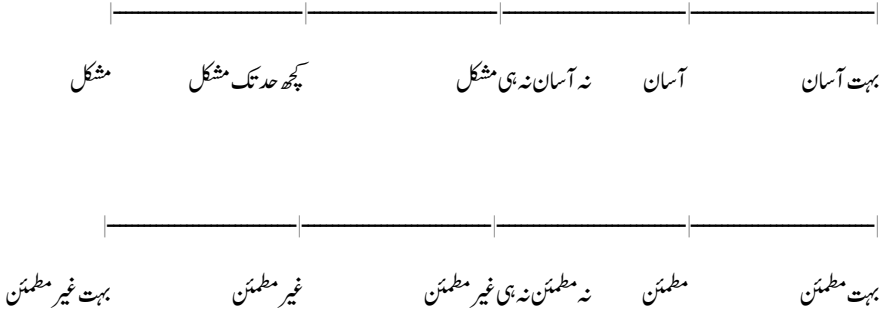 بہت آسان آسان نہ آسان نہ ہی مشکل کچھ حد تک مشکل مشکل
بہت مطمئن مطمئن نہ مطمئن نہ ہی غیر مطمئن غیر مطمئن بہت غیر مطمئن